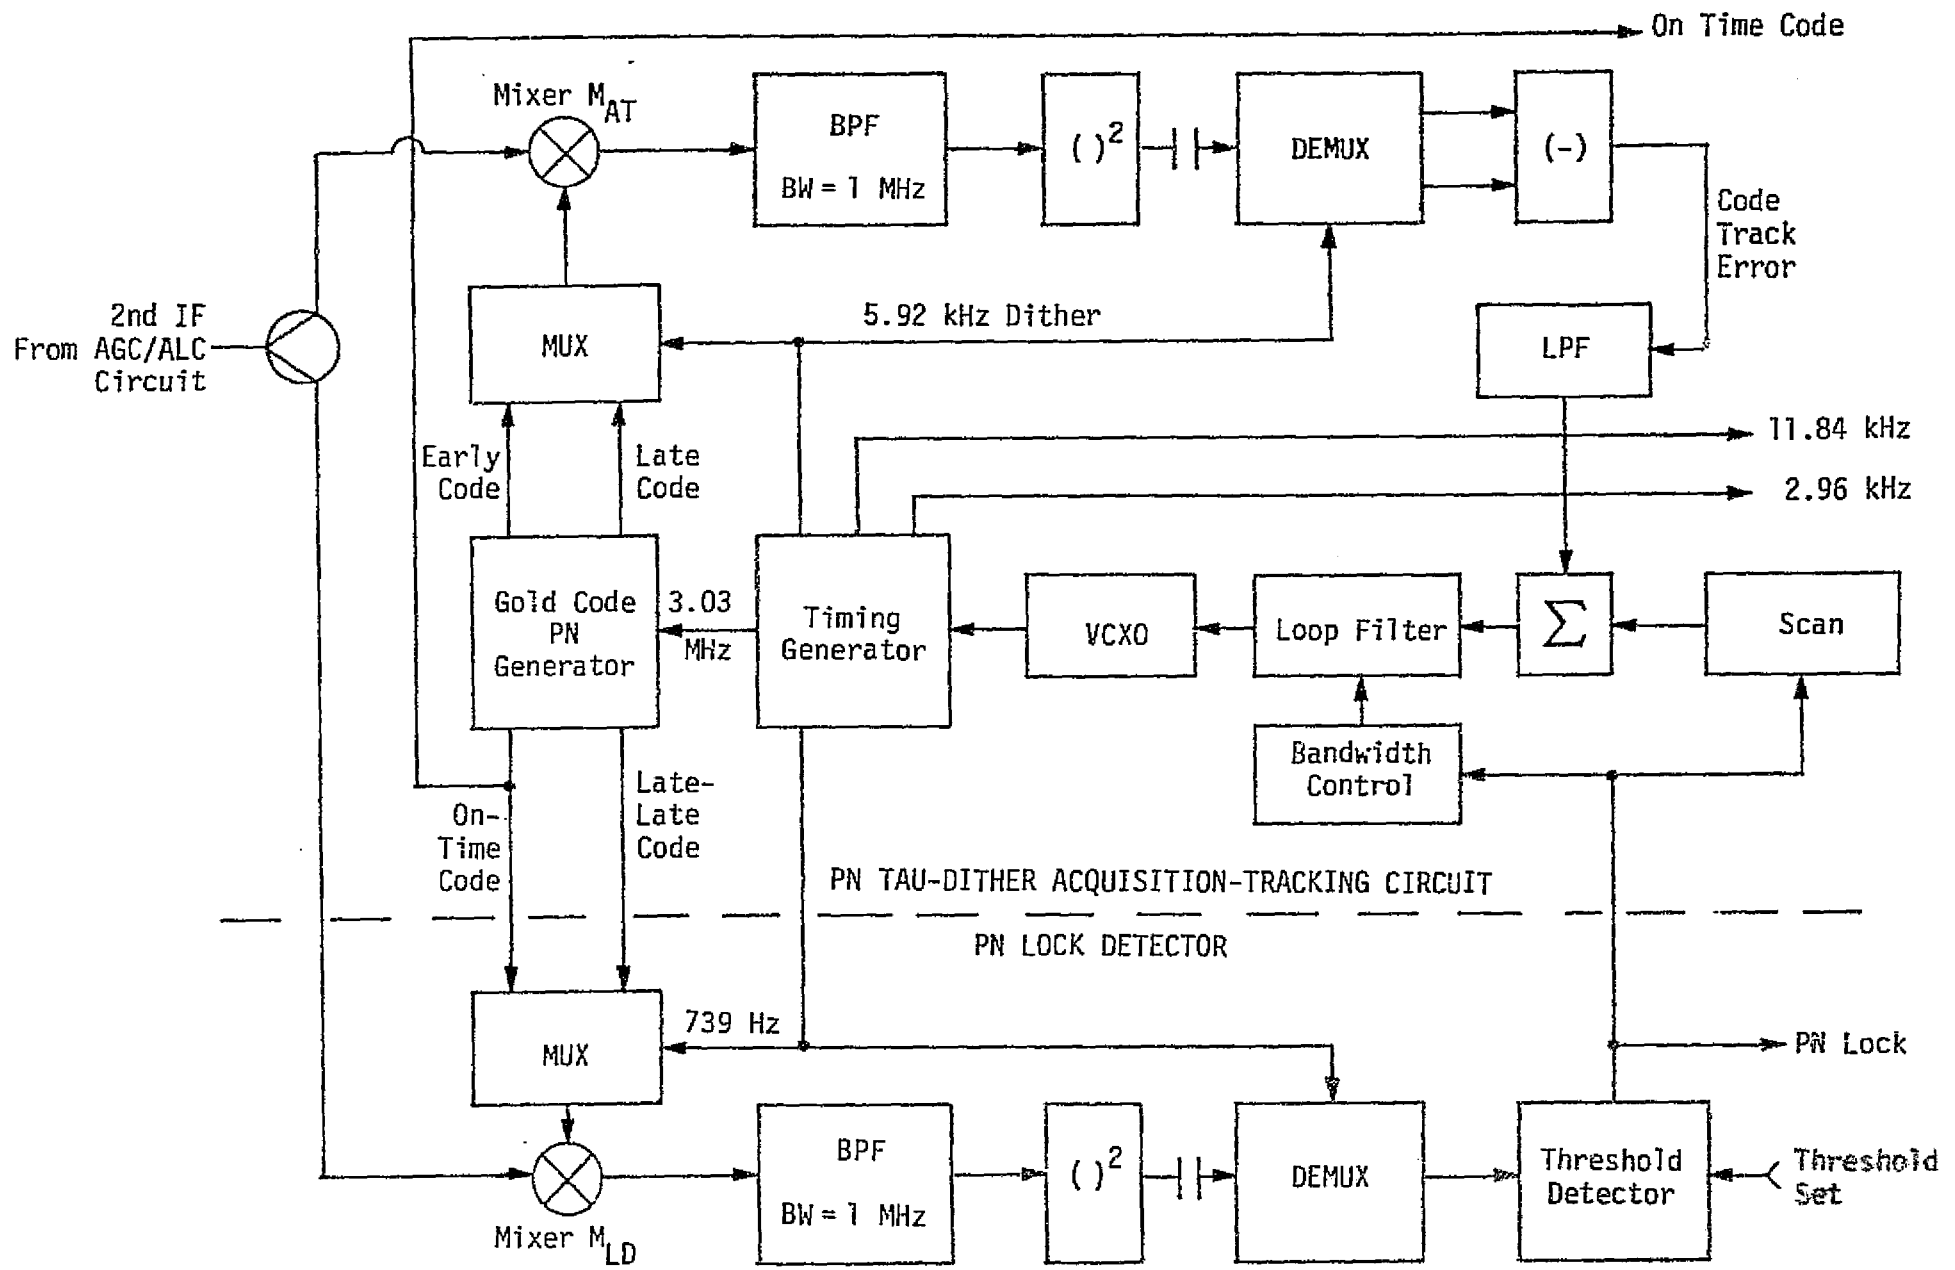 On Time Code
Mixer M_AT
BPF
BW = 1 MHz
( )²
DEMUX
(-)
Code
Track
Error
2nd IF
From AGC/ALC
Circuit
MUX
5.92 kHz Dither
LPF
Early
Code
Late
Code
11.84 kHz
2.96 kHz
Gold Code
PN
Generator
3.03
MHz
Timing
Generator
VCXO
Loop Filter
Σ
Scan
Bandwidth
Control
On-
Time
Code
Late-
Late
Code
PN TAU-DITHER ACQUISITION-TRACKING CIRCUIT
PN LOCK DETECTOR
MUX
739 Hz
PN Lock
Mixer M_LD
BPF
BW = 1 MHz
( )²
DEMUX
Threshold
Detector
Threshold
Set